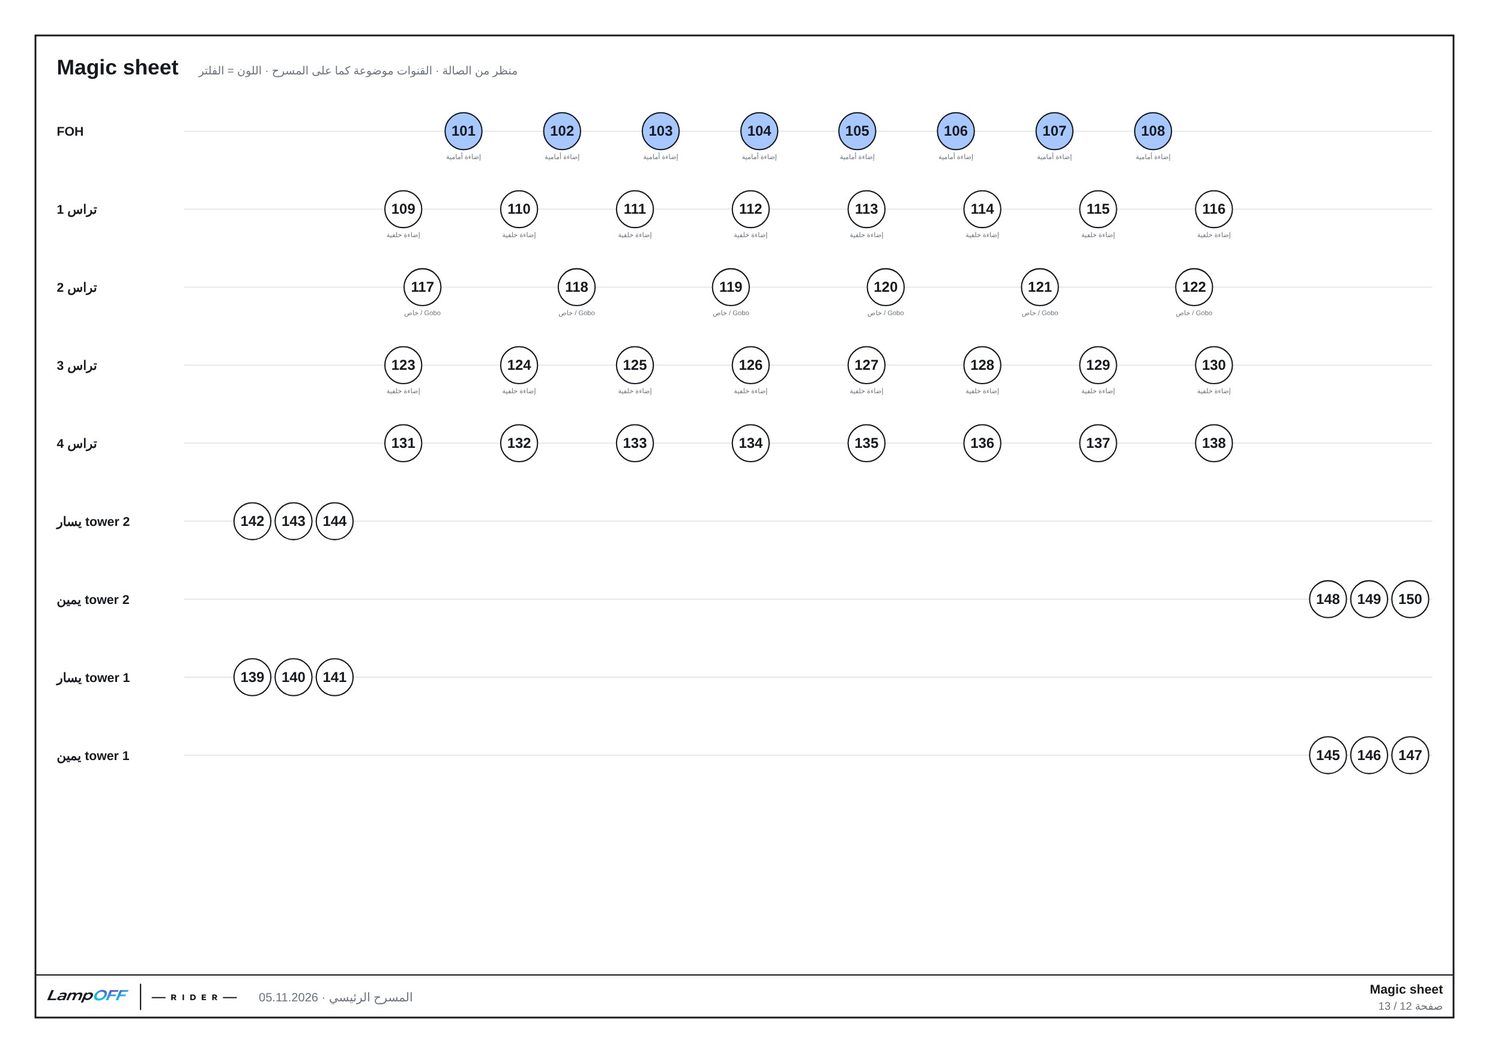 Magic sheet
منظر من الصالة · القنوات موضوعة كما على المسرح · اللون = الفلتر
FOH
101 102 103 104 105 106 107 108
إضاءة أمامية إضاءة أمامية إضاءة أمامية إضاءة أمامية إضاءة أمامية إضاءة أمامية إضاءة أمامية إضاءة أمامية
تراس 1
109 110 111 112 113 114 115 116
إضاءة خلفية إضاءة خلفية إضاءة خلفية إضاءة خلفية إضاءة خلفية إضاءة خلفية إضاءة خلفية إضاءة خلفية
تراس 2
117 118 119 120 121 122
خاص / Gobo خاص / Gobo خاص / Gobo خاص / Gobo خاص / Gobo خاص / Gobo
تراس 3
123 124 125 126 127 128 129 130
إضاءة خلفية إضاءة خلفية إضاءة خلفية إضاءة خلفية إضاءة خلفية إضاءة خلفية إضاءة خلفية إضاءة خلفية
تراس 4
131 132 133 134 135 136 137 138
يسار tower 2
142 143 144
يمين tower 2
148 149 150
يسار tower 1
139 140 141
يمين tower 1
145 146 147
LampOFF
RIDER
المسرح الرئيسي · 05.11.2026
Magic sheet
صفحة 12 / 13